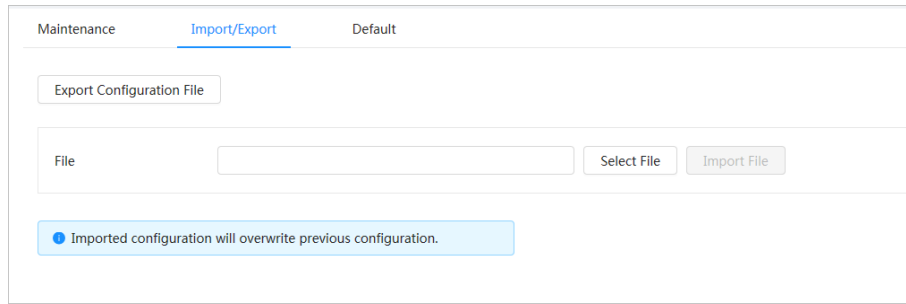 Maintenance Import/Export Default
Export Configuration File
File Select File Import File
Imported configuration will overwrite previous configuration.